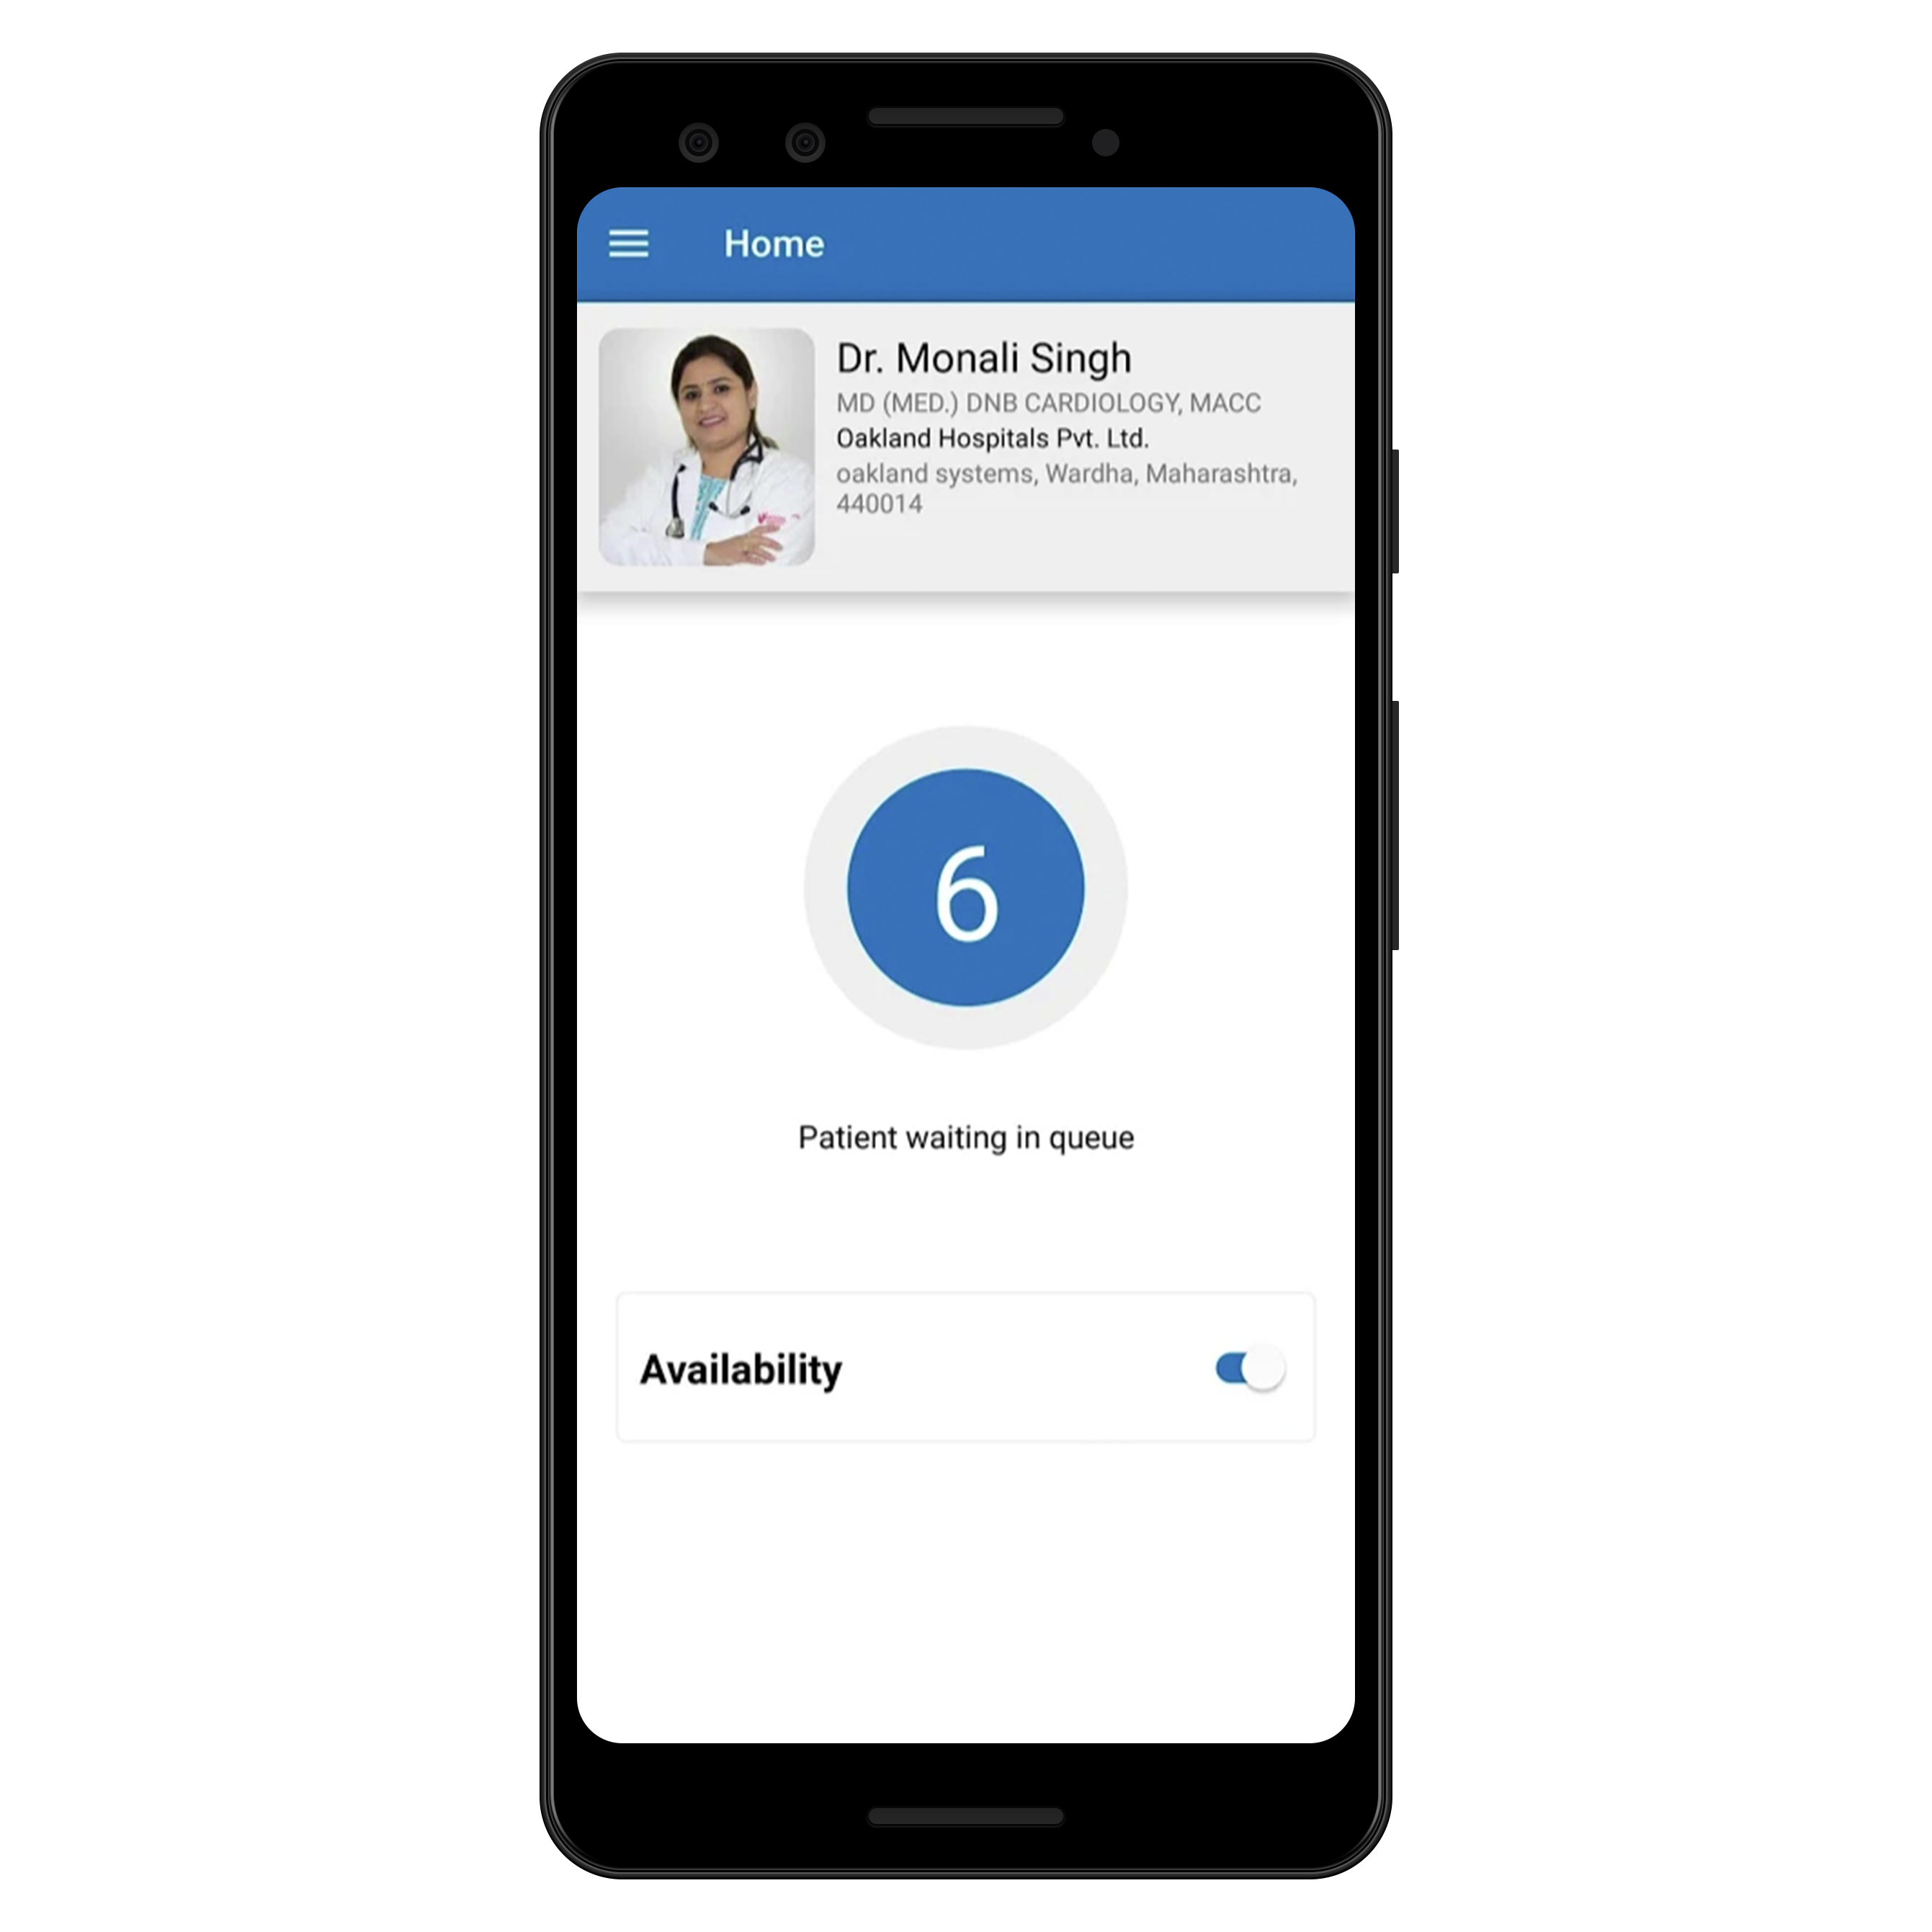 Home
Dr. Monali Singh
MD (MED.) DNB CARDIOLOGY, MACC
Oakland Hospitals Pvt. Ltd.
oakland systems, Wardha, Maharashtra,
440014
6
Patient waiting in queue
Availability